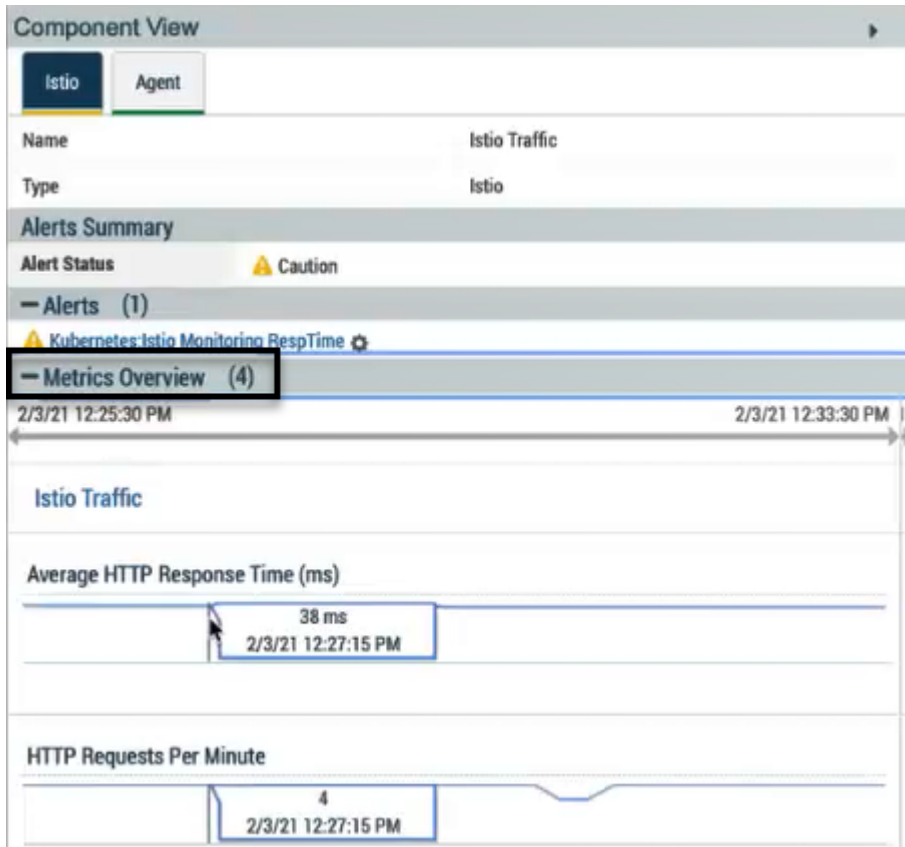 Component View
Istio Agent
Name Istio Traffic
Type Istio
Alerts Summary
Alert Status Caution
Alerts (1)
Kubernetes:Istio Monitoring RespTime
Metrics Overview (4)
2/3/21 12:25:30 PM 2/3/21 12:33:30 PM
Istio Traffic
Average HTTP Response Time (ms)
38 ms
2/3/21 12:27:15 PM
HTTP Requests Per Minute
4
2/3/21 12:27:15 PM